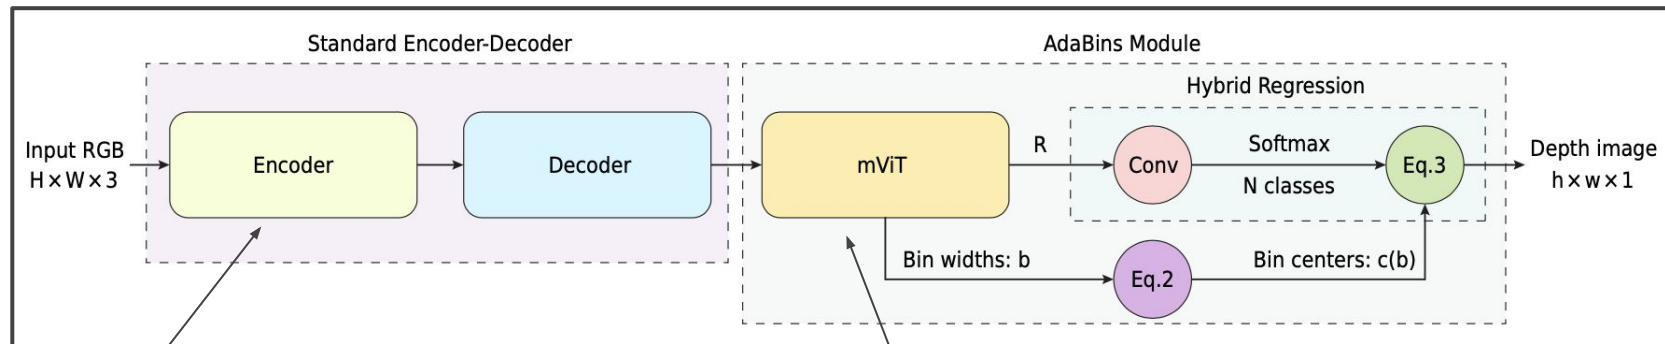 Standard Encoder-Decoder
AdaBins Module
Hybrid Regression
Input RGB
H×W×3
Encoder
Decoder
mViT
R
Conv
Softmax
N classes
Eq.3
Depth image
h×w×1
Bin widths: b
Eq.2
Bin centers: c(b)